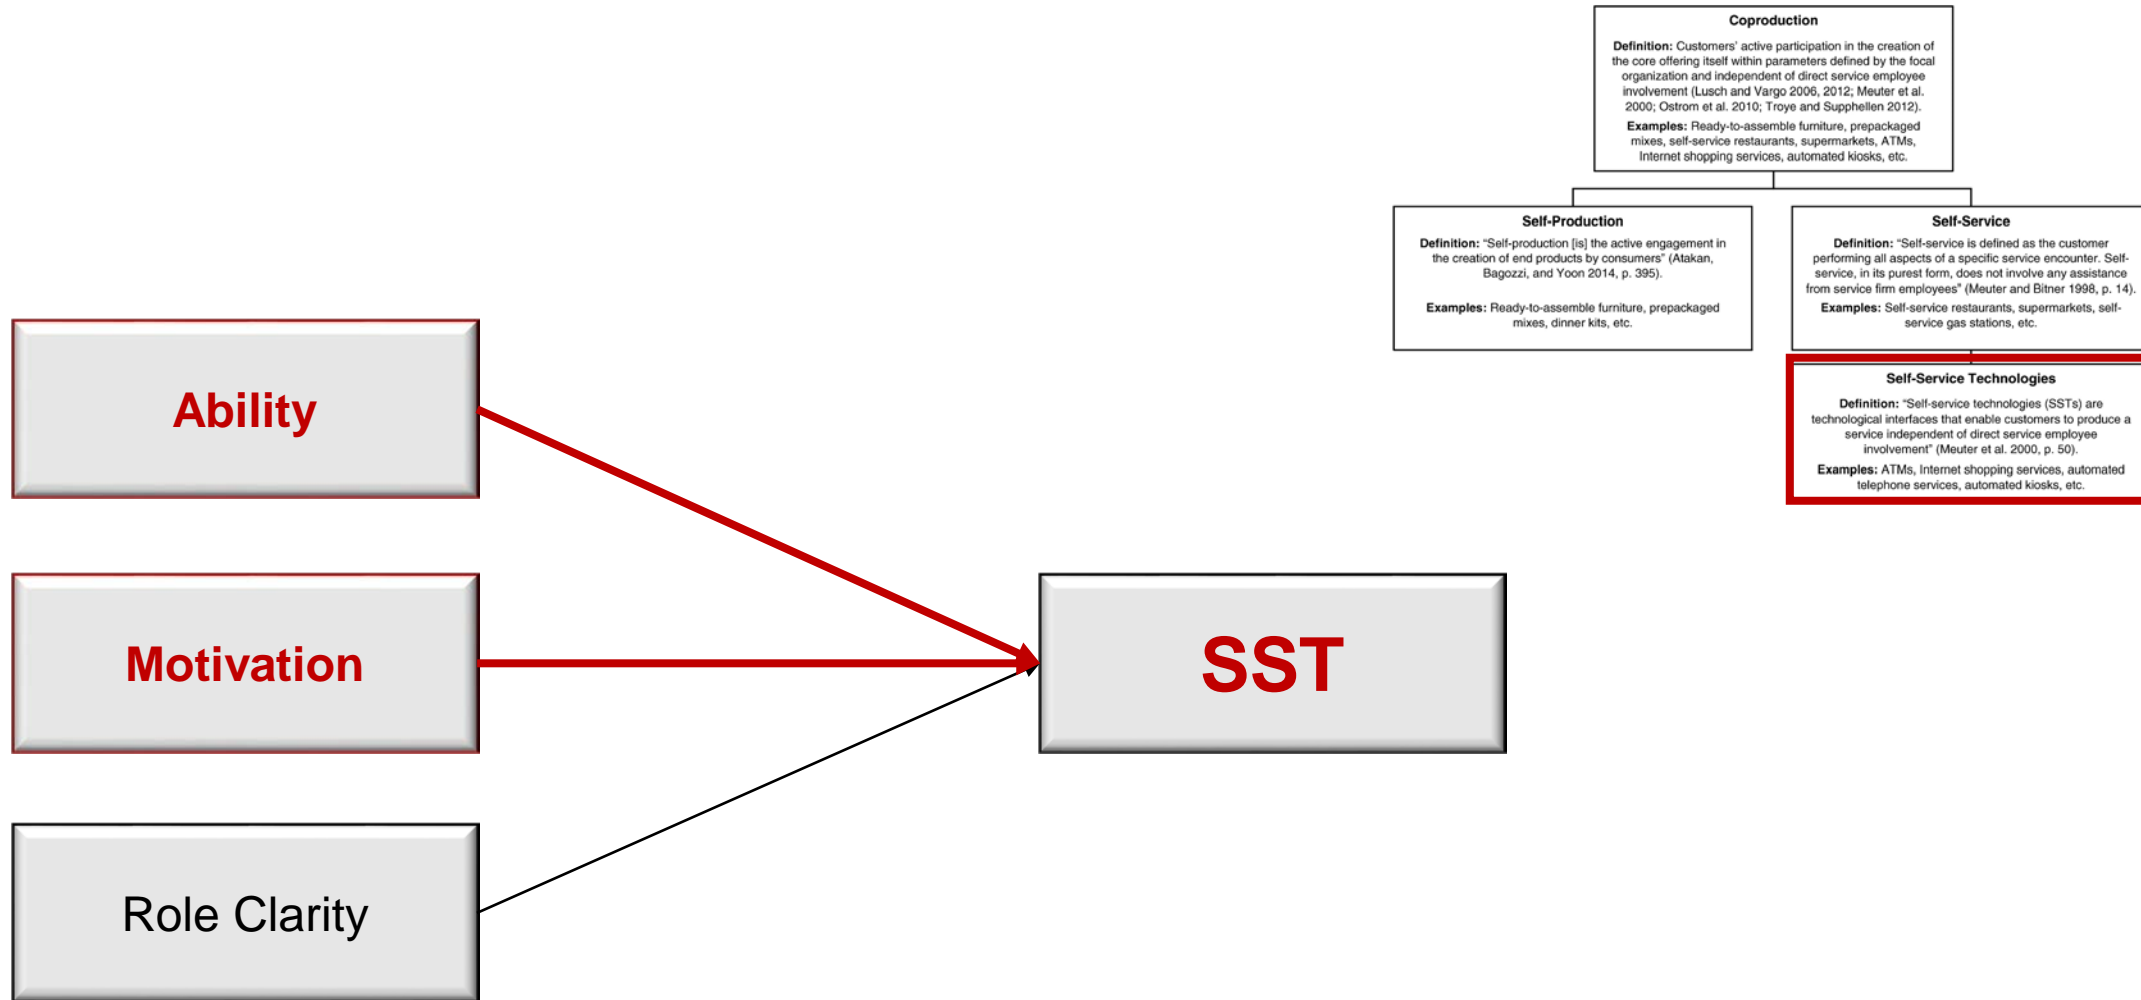 Coproduction
Definition: Customers' active participation in the creation of
the core offering itself within parameters defined by the focal
organization and independent of direct service employee
involvement (Lusch and Vargo 2006, 2012; Meuter et al.
2000; Ostrom et al. 2010; Troye and Supphellen 2012).
Examples: Ready-to-assemble furniture, prepackaged
mixes, self-service restaurants, supermarkets, ATMs,
Internet shopping services, automated kiosks, etc.
Self-Production
Definition: “Self-production [is] the active engagement in
the creation of end products by consumers” (Atakan,
Bagozzi, and Yoon 2014, p. 395).
Examples: Ready-to-assemble furniture, prepackaged
mixes, dinner kits, etc.
Self-Service
Definition: “Self-service is defined as the customer
performing all aspects of a specific service encounter. Self-
service, in its purest form, does not involve any assistance
from service firm employees” (Meuter and Bitner 1998, p. 14).
Examples: Self-service restaurants, supermarkets, self-
service gas stations, etc.
Self-Service Technologies
Definition: “Self-service technologies (SSTs) are
technological interfaces that enable customers to produce a
service independent of direct service employee
involvement” (Meuter et al. 2000, p. 50).
Examples: ATMs, Internet shopping services, automated
telephone services, automated kiosks, etc.
Ability
Motivation
Role Clarity
SST